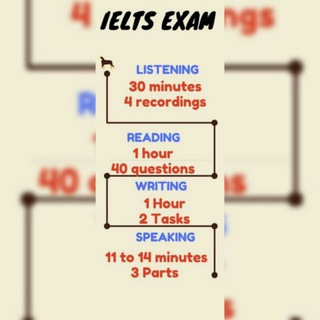 IELTS EXAM
LISTENING
30 minutes
4 recordings
READING
1 hour
40 questions
WRITING
1 Hour
2 Tasks
SPEAKING
11 to 14 minutes
3 Parts